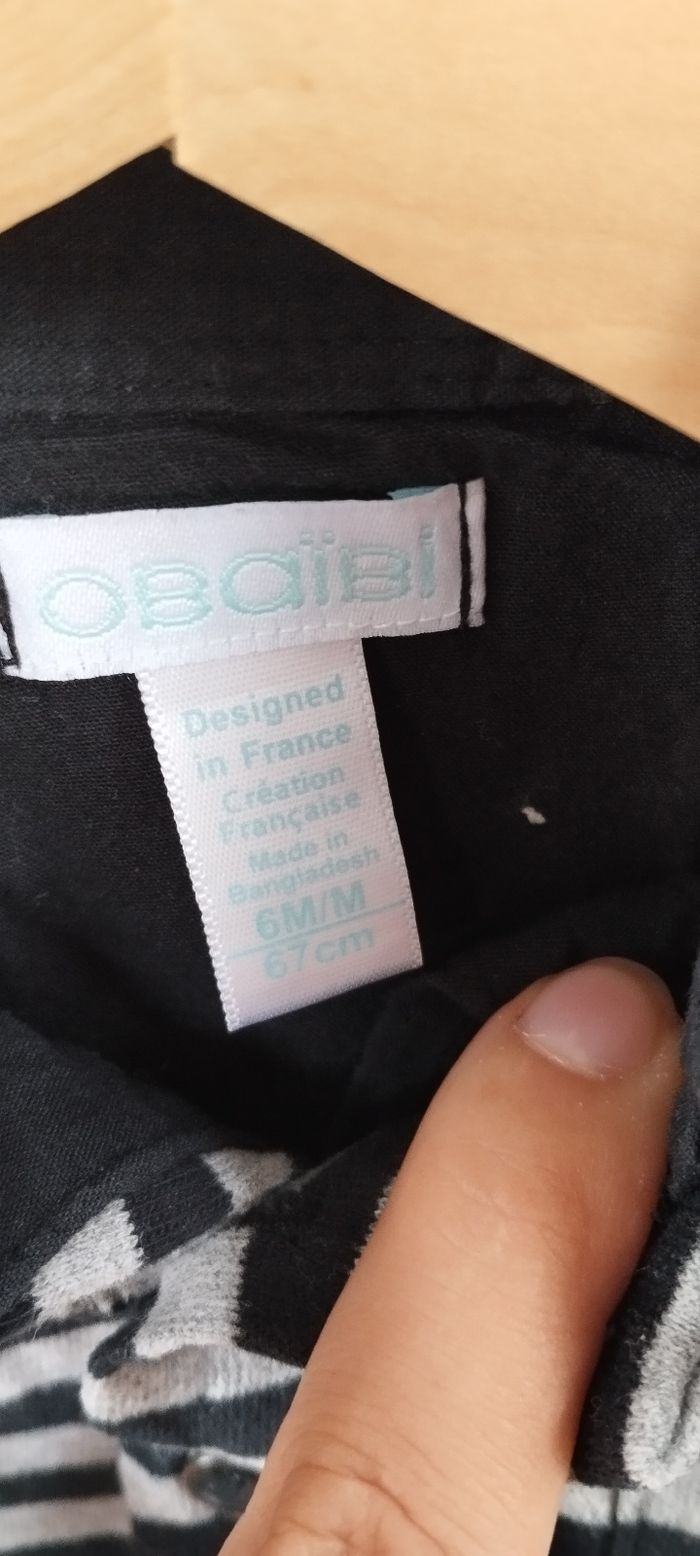 OBaïBi
Designed
in France
Création
Française
Made in
Bangladesh
6M/M
67cm